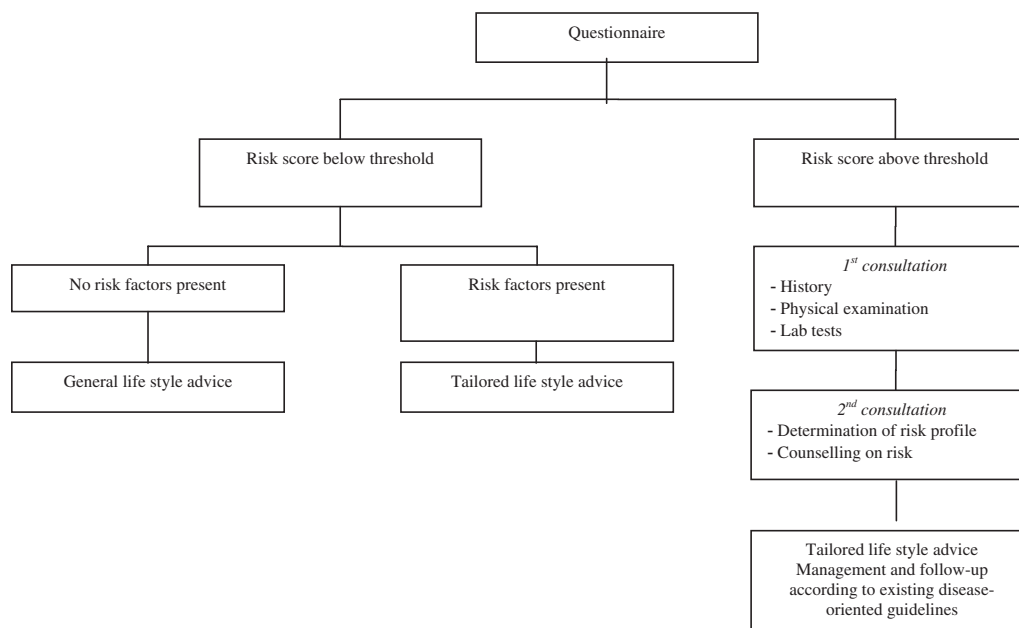 Questionnaire
Risk score below threshold
Risk score above threshold
No risk factors present
Risk factors present
General life style advice
Tailored life style advice
1st consultation
- History
- Physical examination
- Lab tests
2nd consultation
- Determination of risk profile
- Counselling on risk
Tailored life style advice
Management and follow-up
according to existing disease-
oriented guidelines